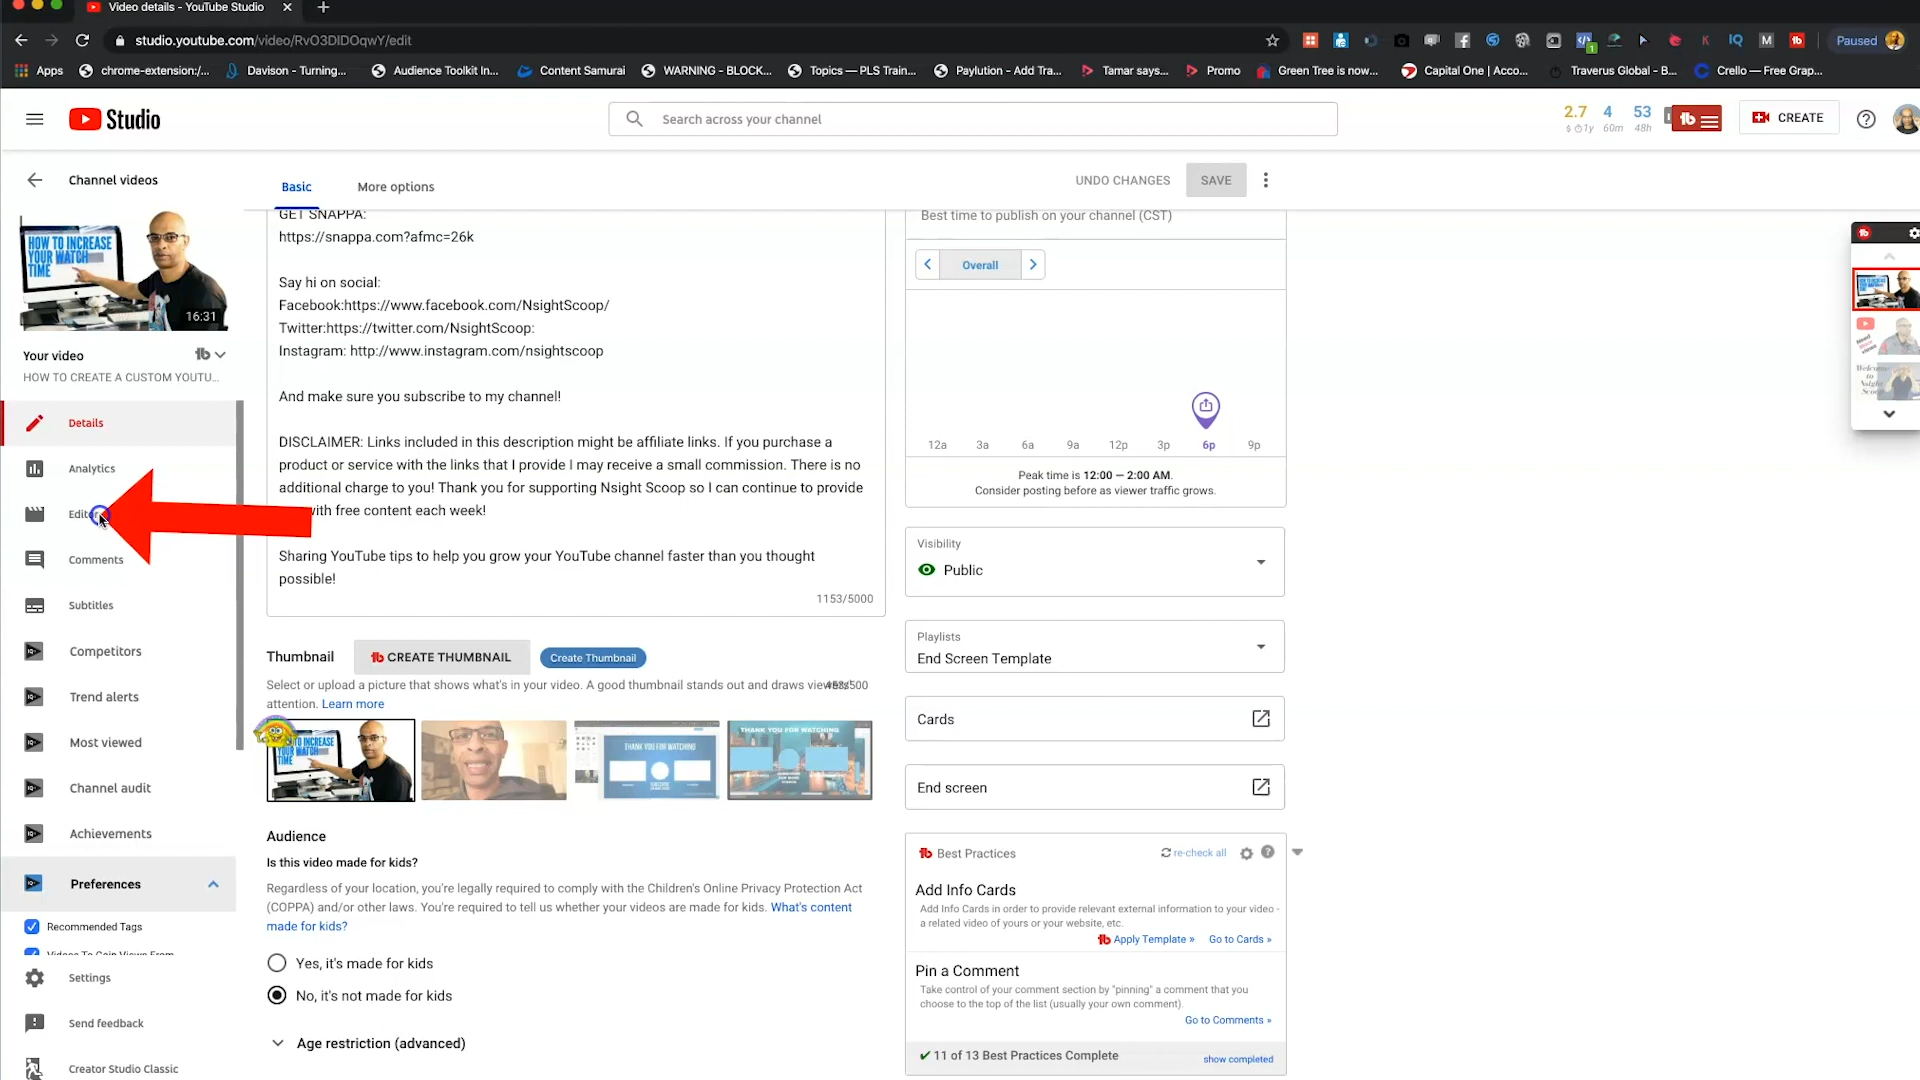 Video details - YouTube Studio
studio.youtube.com/video/RvO3DIDOqwY/edit
Paused
Apps
chrome-extension:/...
Davison - Turning...
Audience Toolkit In...
Content Samurai
WARNING - BLOCK...
Topics — PLS Train...
Paylution - Add Tra...
Tamar says...
Promo
Green Tree is now...
Capital One | Acco...
Traverus Global - B...
Crello — Free Grap...
Studio
Search across your channel
2.7
$ 1y
4
60m
53
48h
CREATE
Channel videos
Basic
More options
UNDO CHANGES
SAVE
HOW TO INCREASE
YOUR WATCH
TIME
16:31
Your video
HOW TO CREATE A CUSTOM YOUTU...
Details
Analytics
Comments
Subtitles
Competitors
Trend alerts
Most viewed
Channel audit
Achievements
Preferences
Recommended Tags
Videos To Gain Views From
Settings
Send feedback
Creator Studio Classic
GET SNAPPA:
https://snappa.com?afmc=26k
Say hi on social:
Facebook:https://www.facebook.com/NsightScoop/
Twitter:https://twitter.com/NsightScoop:
Instagram: http://www.instagram.com/nsightscoop
And make sure you subscribe to my channel!
DISCLAIMER: Links included in this description might be affiliate links. If you purchase a
product or service with the links that I provide I may receive a small commission. There is no
additional charge to you! Thank you for supporting Nsight Scoop so I can continue to provide
with free content each week!
Sharing YouTube tips to help you grow your YouTube channel faster than you thought
possible!
1153/5000
Thumbnail
CREATE THUMBNAIL
Create Thumbnail
Select or upload a picture that shows what's in your video. A good thumbnail stands out and draws viewers'
attention. Learn more
THANK YOU FOR WATCHING
THANK YOU FOR WATCHING
Audience
Is this video made for kids?
Regardless of your location, you're legally required to comply with the Children's Online Privacy Protection Act
(COPPA) and/or other laws. You're required to tell us whether your videos are made for kids. What's content
made for kids?
Yes, it's made for kids
No, it's not made for kids
Age restriction (advanced)
Best time to publish on your channel (CST)
Overall
12a 3a 6a 9a 12p 3p 6p 9p
Peak time is 12:00 – 2:00 AM.
Consider posting before as viewer traffic grows.
Visibility
Public
Playlists
End Screen Template
Cards
End screen
Best Practices
re-check all
Add Info Cards
Add Info Cards in order to provide relevant external information to your video -
a related video of yours or your website, etc.
Apply Template »
Go to Cards »
Pin a Comment
Take control of your comment section by "pinning" a comment that you
choose to the top of the list (usually your own comment).
Go to Comments »
11 of 13 Best Practices Complete
show completed